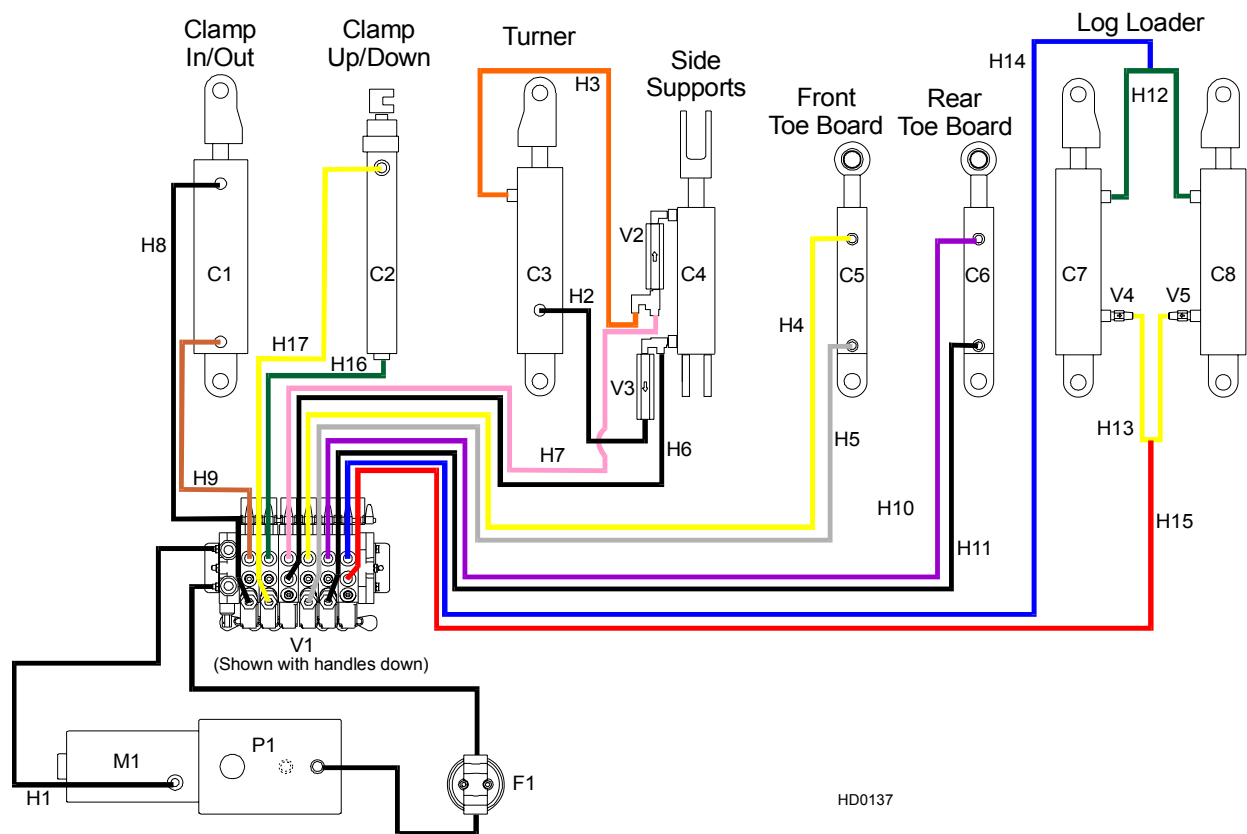 Clamp
In/Out
Clamp
Up/Down
Turner
Side
Supports
Front
Toe Board
Rear
Toe Board
Log Loader
H14
H3
H12
H8
V2
C1
C2
C3
C4
C5
C6
C7
C8
H2
H4
V4
V5
H17
H16
V3
H13
H7
H6
H5
H9
H10
H15
H11
V1
(Shown with handles down)
M1
P1
F1
H1
HD0137